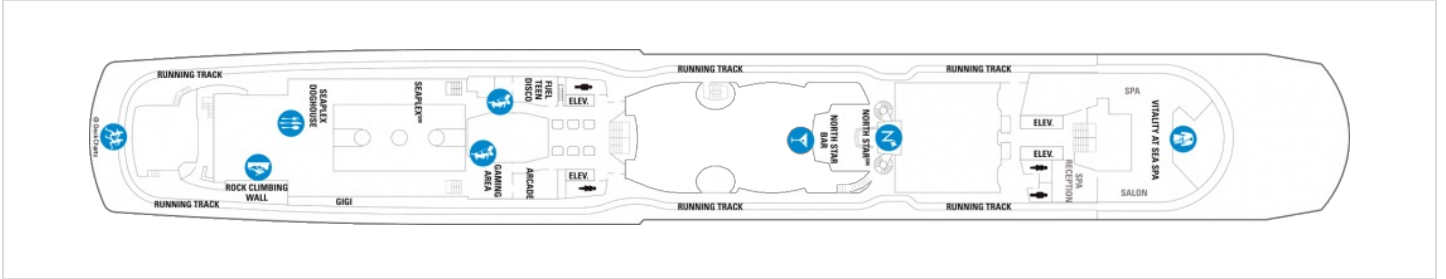 RUNNING TRACK
RUNNING TRACK
RUNNING TRACK
© Deck Charts
SEAPLEX
DOGHOUSE
SEAPLEX℠
FUEL
TEEN
DISCO
ELEV.
ROCK CLIMBING
WALL
GIGI
GAMING
AREA
ARCADE
ELEV.
NORTH STAR
BAR
NORTH STAR℠
N
ELEV.
ELEV.
SPA
RECEPTION
SPA
VITALITY AT SEA SPA
SALON
RUNNING TRACK
RUNNING TRACK
RUNNING TRACK